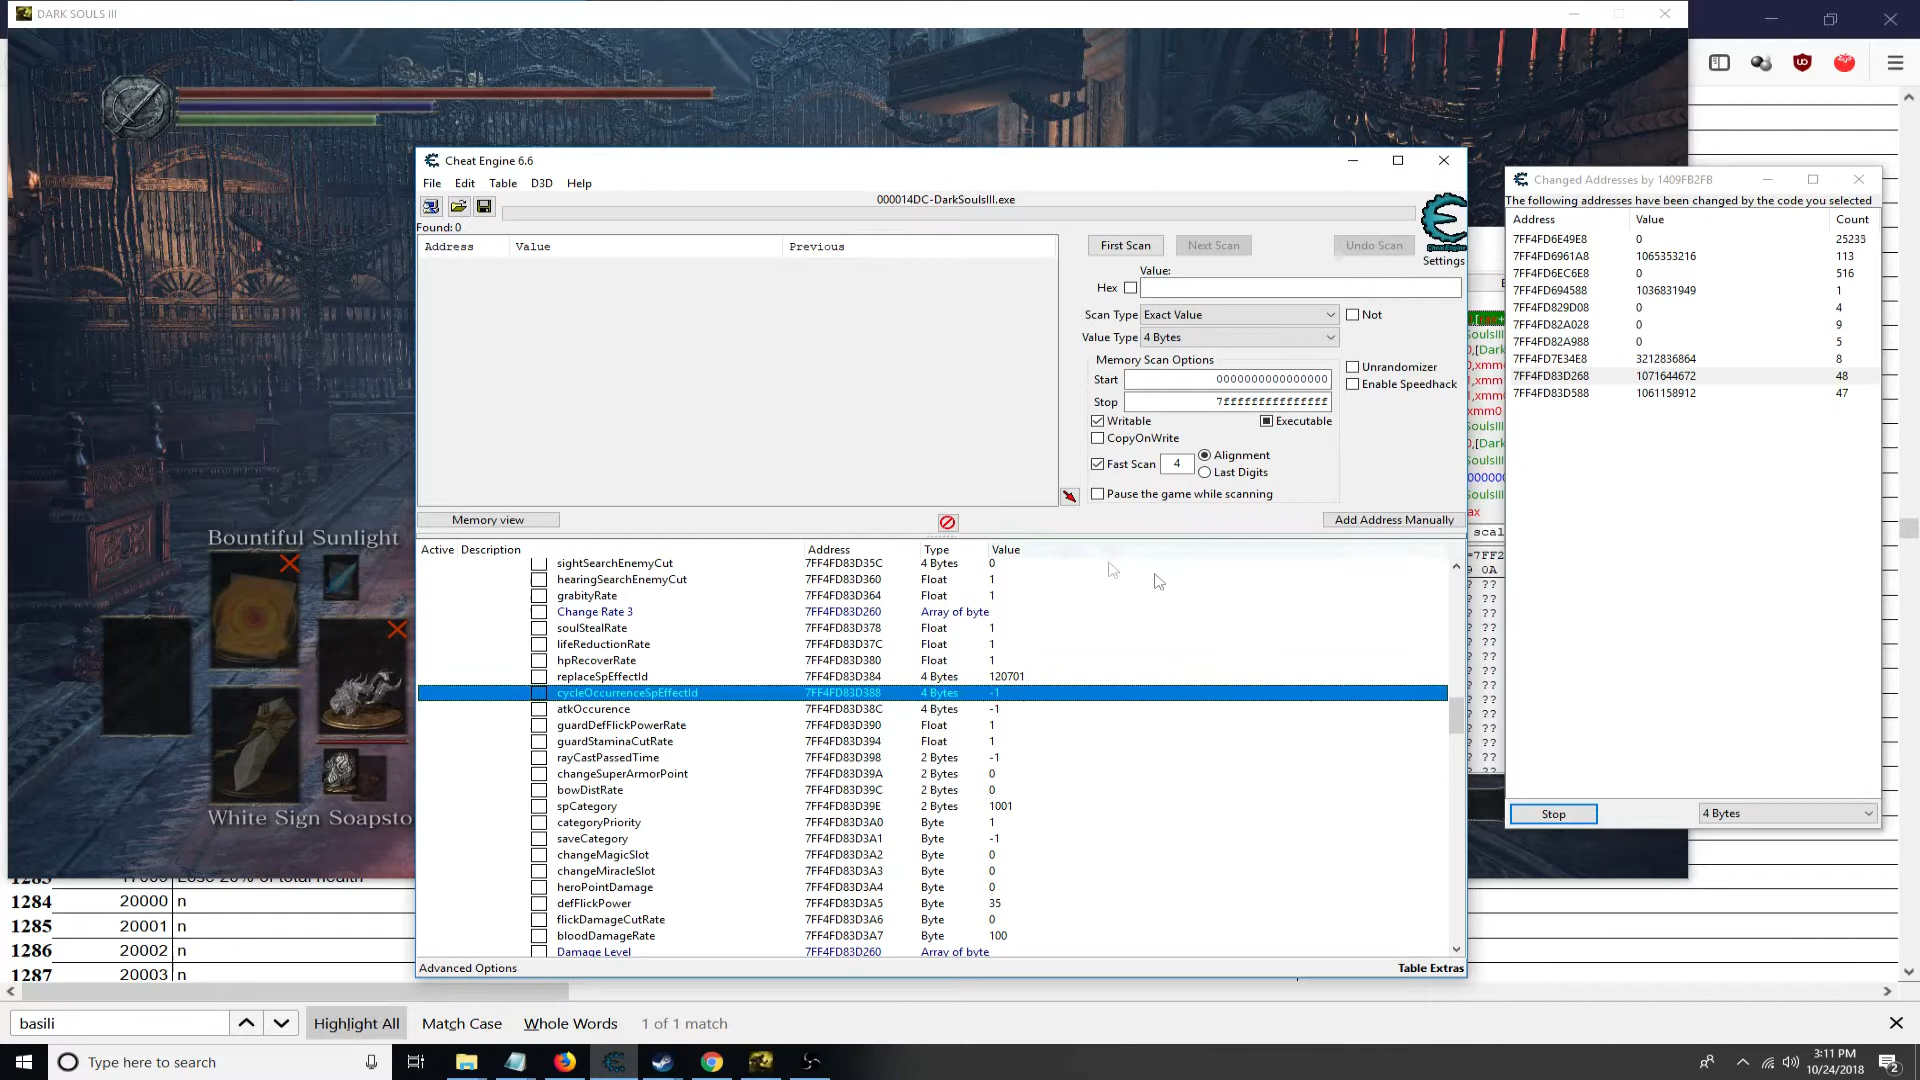 DARK SOULS III
Cheat Engine 6.6
File Edit Table D3D Help
000014DC-DarkSoulsIII.exe
Found: 0
Address Value Previous
First Scan Next Scan Undo Scan
Settings
Value:
Hex
Scan Type Exact Value Not
Value Type 4 Bytes
Memory Scan Options
Start 0000000000000000
Stop 7fffffffffffffff
Unrandomizer
Enable Speedhack
Writable Executable
CopyOnWrite
Fast Scan 4 Alignment
Last Digits
Pause the game while scanning
Memory view Add Address Manually
Active Description Address Type Value
sightSearchEnemyCut 7FF4FD83D35C 4 Bytes 0
hearingSearchEnemyCut 7FF4FD83D360 Float 1
grabityRate 7FF4FD83D364 Float 1
Change Rate 3 7FF4FD83D260 Array of byte
soulStealRate 7FF4FD83D378 Float 1
lifeReductionRate 7FF4FD83D37C Float 1
hpRecoverRate 7FF4FD83D380 Float 1
replaceSpEffectId 7FF4FD83D384 4 Bytes 120701
cycleOccurrenceSpEffectId 7FF4FD83D388 4 Bytes -1
atkOccurence 7FF4FD83D38C 4 Bytes -1
guardDefFlickPowerRate 7FF4FD83D390 Float 1
guardStaminaCutRate 7FF4FD83D394 Float 1
rayCastPassedTime 7FF4FD83D398 2 Bytes -1
changeSuperArmorPoint 7FF4FD83D39A 2 Bytes 0
bowDistRate 7FF4FD83D39C 2 Bytes 0
spCategory 7FF4FD83D39E 2 Bytes 1001
categoryPriority 7FF4FD83D3A0 Byte 1
saveCategory 7FF4FD83D3A1 Byte -1
changeMagicSlot 7FF4FD83D3A2 Byte 0
changeMiracleSlot 7FF4FD83D3A3 Byte 0
heroPointDamage 7FF4FD83D3A4 Byte 0
defFlickPower 7FF4FD83D3A5 Byte 35
flickDamageCutRate 7FF4FD83D3A6 Byte 0
bloodDamageRate 7FF4FD83D3A7 Byte 100
Damage Level 7FF4FD83D260 Array of byte
Advanced Options Table Extras
Changed Addresses by 1409FB2FB
The following addresses have been changed by the code you selected
Address Value Count
7FF4FD6E49E8 0 25235
7FF4FD6961A8 1065353216 113
7FF4FD6EC6E8 0 516
7FF4FD694588 1036831949 1
7FF4FD829D08 0 4
7FF4FD82A028 0 9
7FF4FD82A988 0 5
7FF4FD7E34E8 3212836864 8
7FF4FD83D268 1071644672 48
7FF4FD83D588 1061158912 47
Stop 4 Bytes
Bountiful Sunlight
White Sign Soapsto
1284 20000 n
1285 20001 n
1286 20002 n
1287 20003 n
basili Highlight All Match Case Whole Words 1 of 1 match
Type here to search
3:11 PM
10/24/2018
2